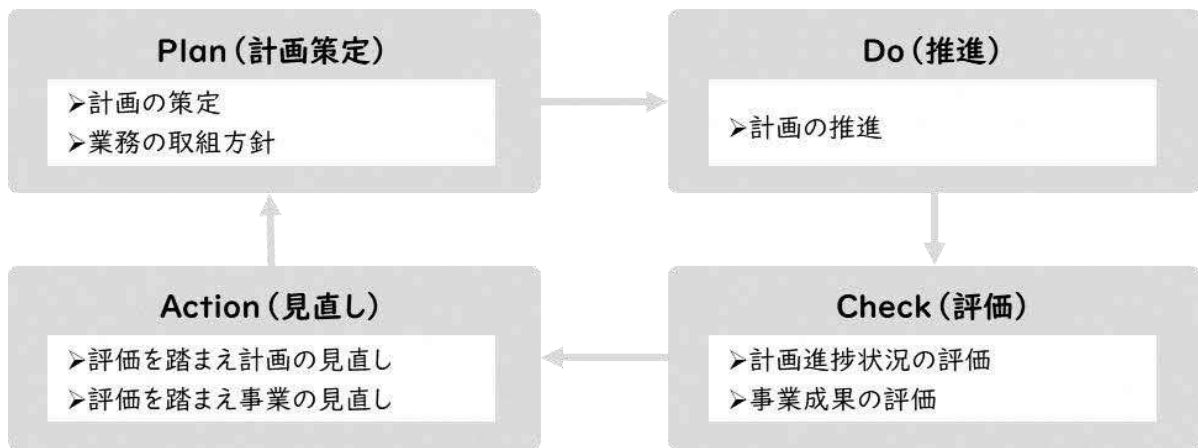 Plan（計画策定）
➢計画の策定
➢業務の取組方針
Do（推進）
➢計画の推進
Action（見直し）
➢評価を踏まえ計画の見直し
➢評価を踏まえ事業の見直し
Check（評価）
➢計画進捗状況の評価
➢事業成果の評価